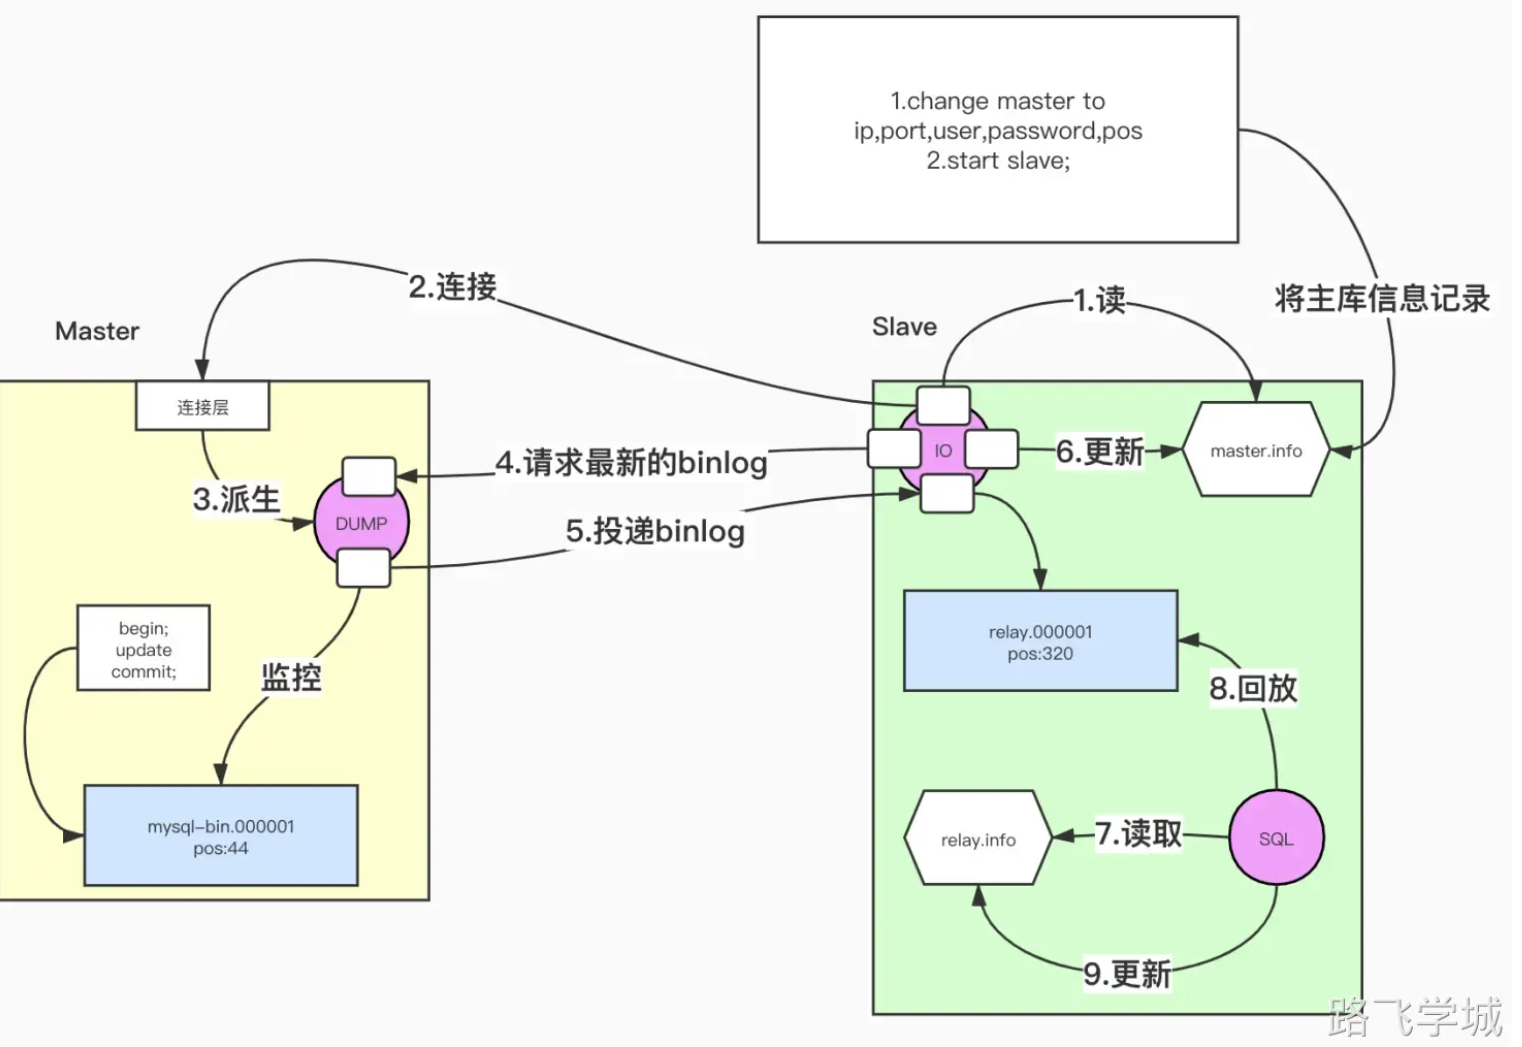 1.change master to
ip,port,user,password,pos
2.start slave;
2.连接
1.读
将主库信息记录
Master
Slave
连接层
IO
master.info
4.请求最新的binlog
6.更新
3.派生
DUMP
5.投递binlog
begin;
update
commit;
relay.000001
pos:320
监控
8.回放
mysql-bin.000001
pos:44
relay.info
7.读取
SQL
9.更新
路飞学城